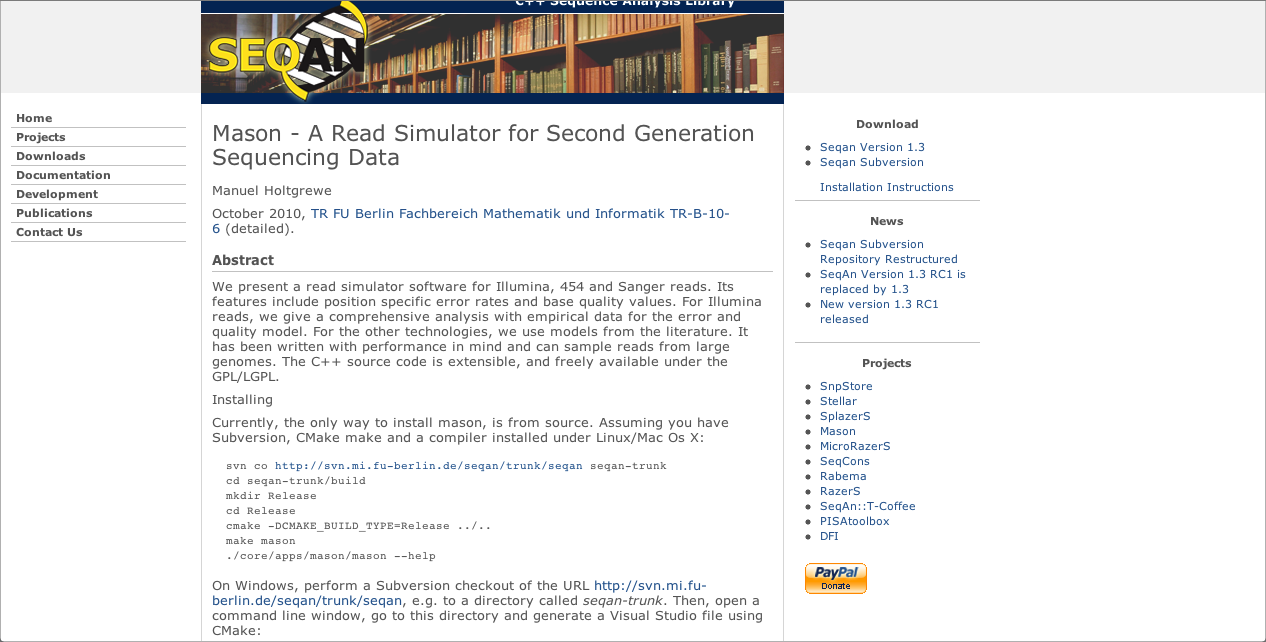 C++ Sequence Analysis Library
SEQAN
Home
Projects
Downloads
Documentation
Development
Publications
Contact Us
Mason - A Read Simulator for Second Generation
Sequencing Data
Manuel Holtgrewe
October 2010, TR FU Berlin Fachbereich Mathematik und Informatik TR-B-10-
6 (detailed).
Abstract
We present a read simulator software for Illumina, 454 and Sanger reads. Its
features include position specific error rates and base quality values. For Illumina
reads, we give a comprehensive analysis with empirical data for the error and
quality model. For the other technologies, we use models from the literature. It
has been written with performance in mind and can sample reads from large
genomes. The C++ source code is extensible, and freely available under the
GPL/LGPL.
Installing
Currently, the only way to install mason, is from source. Assuming you have
Subversion, CMake make and a compiler installed under Linux/Mac Os X:
svn co http://svn.mi.fu-berlin.de/seqan/trunk/seqan seqan-trunk
cd seqan-trunk/build
mkdir Release
cd Release
cmake -DCMAKE_BUILD_TYPE=Release ../..
make mason
./core/apps/mason/mason --help
On Windows, perform a Subversion checkout of the URL http://svn.mi.fu-
berlin.de/seqan/trunk/seqan, e.g. to a directory called seqan-trunk. Then, open a
command line window, go to this directory and generate a Visual Studio file using
CMake:
Download
Seqan Version 1.3
Seqan Subversion
Installation Instructions
News
Seqan Subversion
Repository Restructured
SeqAn Version 1.3 RC1 is
replaced by 1.3
New version 1.3 RC1
released
Projects
SnpStore
Stellar
SplazerS
Mason
MicroRazerS
SeqCons
Rabema
RazerS
SeqAn::T-Coffee
PISAtoolbox
DFI
PayPal
Donate